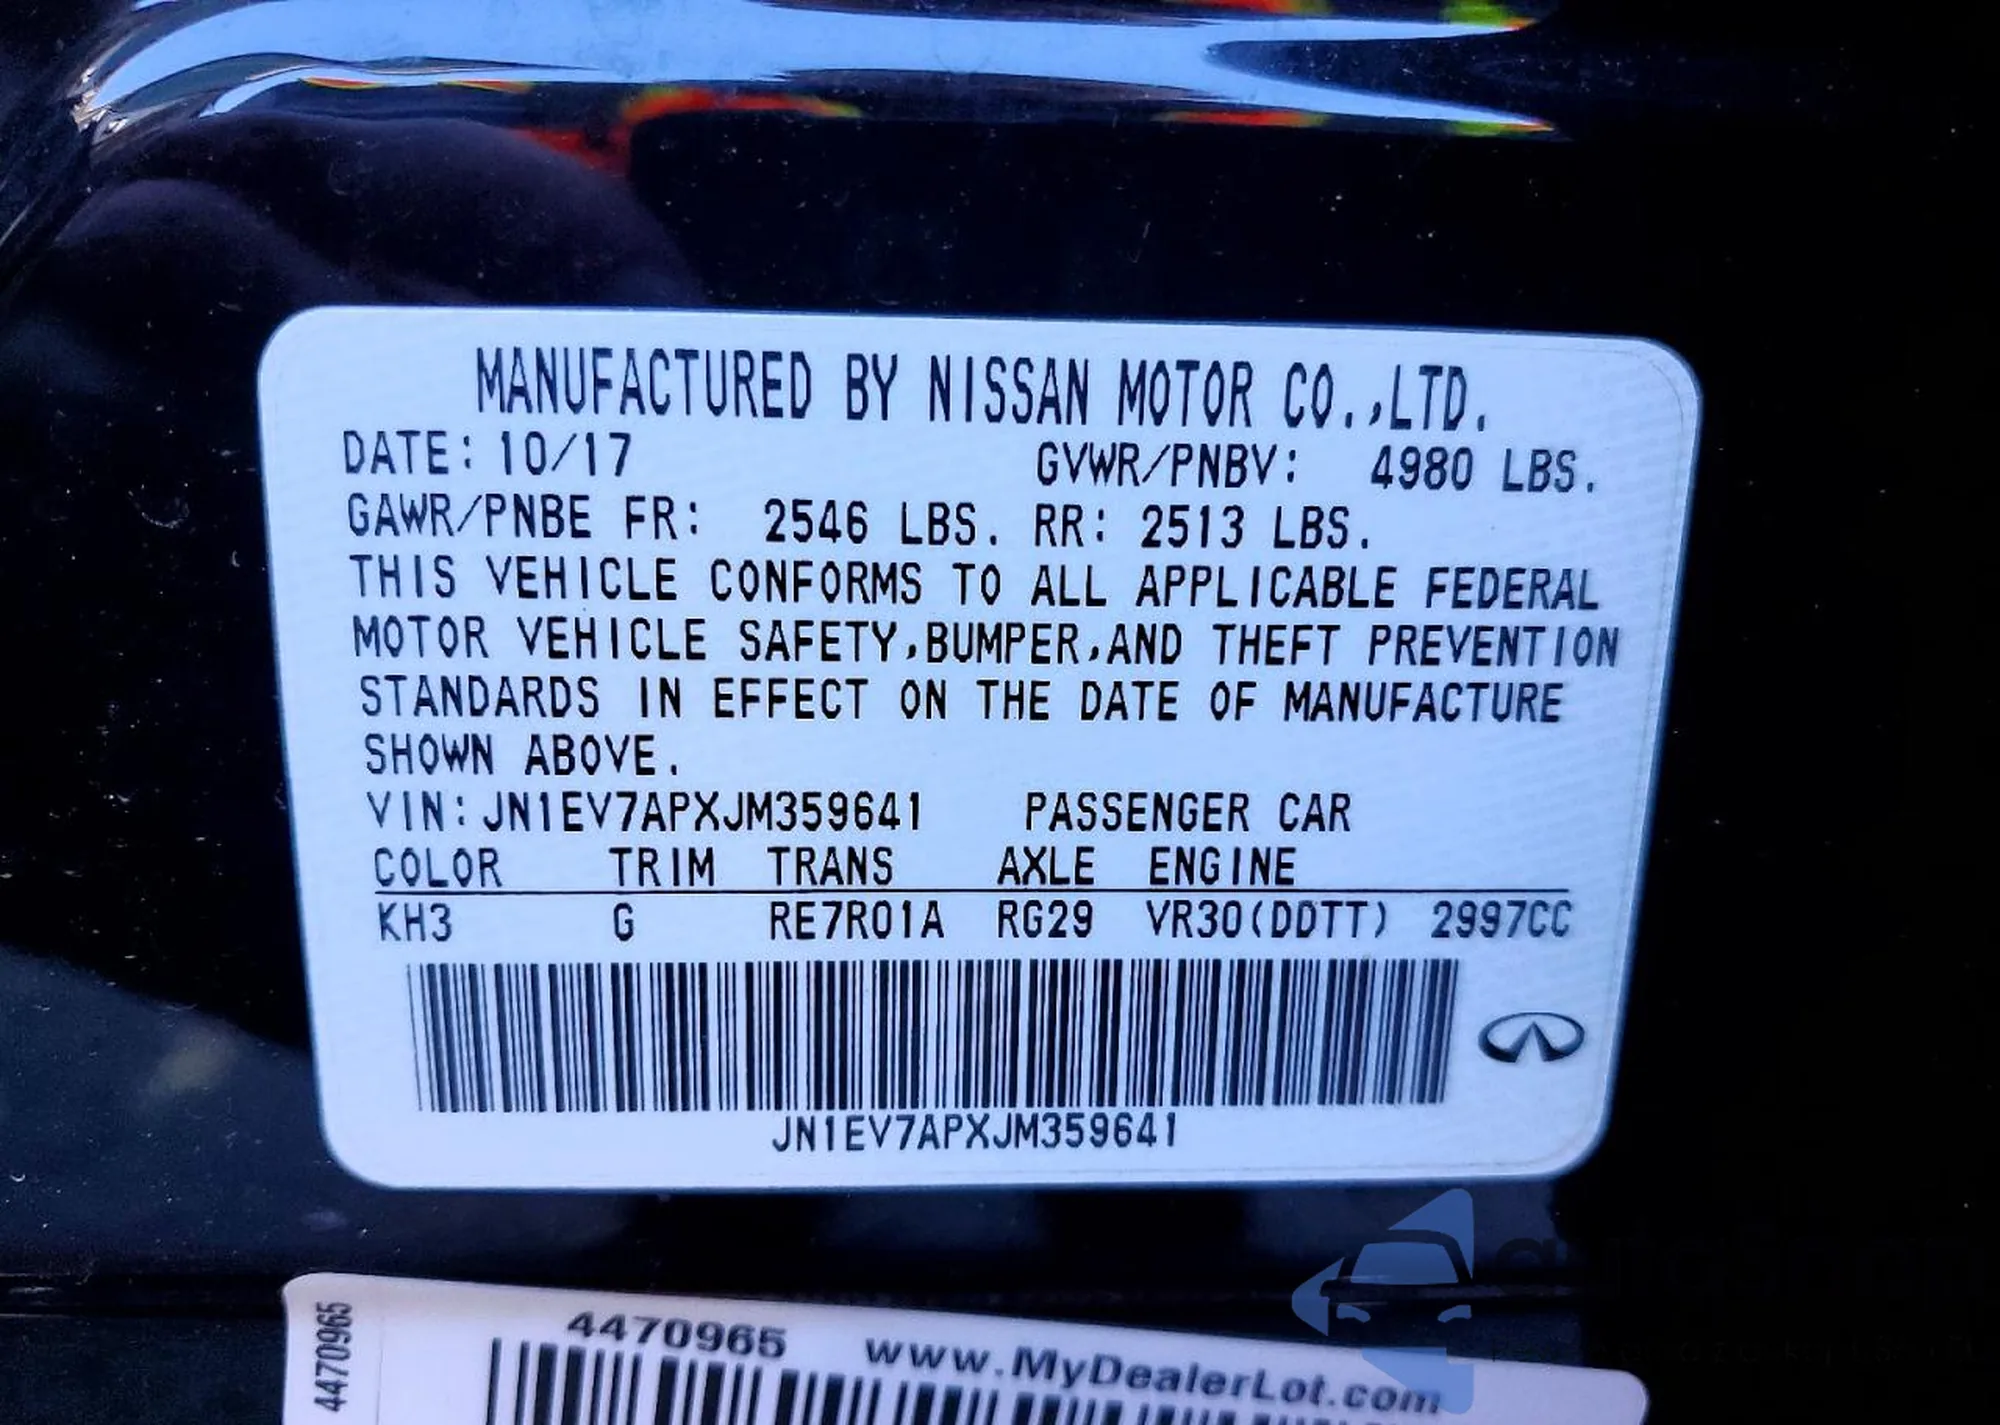 MANUFACTURED BY NISSAN MOTOR CO.,LTD.
DATE: 10/17 GVWR/PNBV: 4980 LBS.
GAWR/PNBE FR: 2546 LBS. RR: 2513 LBS.
THIS VEHICLE CONFORMS TO ALL APPLICABLE FEDERAL
MOTOR VEHICLE SAFETY,BUMPER,AND THEFT PREVENTION
STANDARDS IN EFFECT ON THE DATE OF MANUFACTURE
SHOWN ABOVE.
VIN:JN1EV7APXJM359641 PASSENGER CAR
COLOR TRIM TRANS AXLE ENGINE
KH3 G RE7R01A RG29 VR30(DDTT) 2997CC
JN1EV7APXJM359641
4470965
4470965 www.MyDealerLot.com